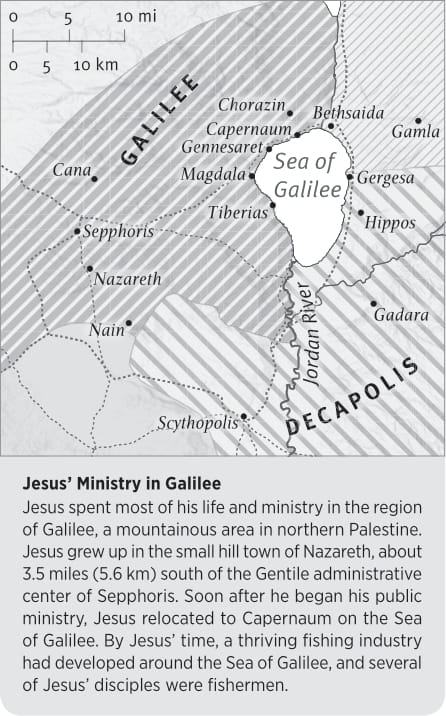 0 5 10 mi
0 5 10 km
GALILEE
Chorazin
Bethsaida
Capernaum
Gamla
Gennesaret
Sea of
Galilee
Cana
Magdala
Gergesa
Tiberias
Hippos
Sepphoris
Nazareth
Jordan River
Gadara
Nain
DECAPOLIS
Scythopolis
Jesus’ Ministry in Galilee
Jesus spent most of his life and ministry in the region
of Galilee, a mountainous area in northern Palestine.
Jesus grew up in the small hill town of Nazareth, about
3.5 miles (5.6 km) south of the Gentile administrative
center of Sepphoris. Soon after he began his public
ministry, Jesus relocated to Capernaum on the Sea
of Galilee. By Jesus’ time, a thriving fishing industry
had developed around the Sea of Galilee, and several
of Jesus’ disciples were fishermen.